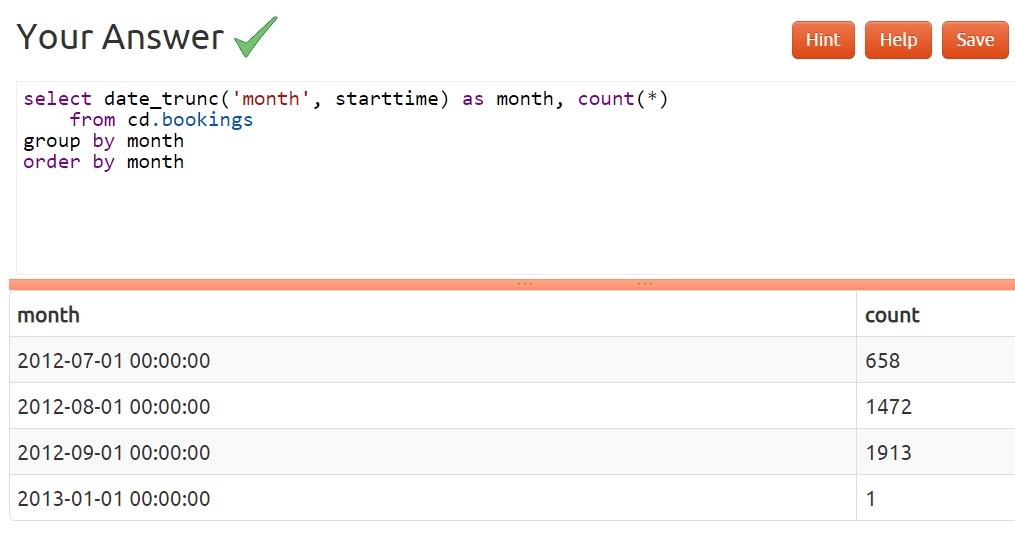 Your Answer
Hint Help Save
select date_trunc('month', starttime) as month, count(*)
    from cd.bookings
group by month
order by month
month count
2012-07-01 00:00:00 658
2012-08-01 00:00:00 1472
2012-09-01 00:00:00 1913
2013-01-01 00:00:00 1